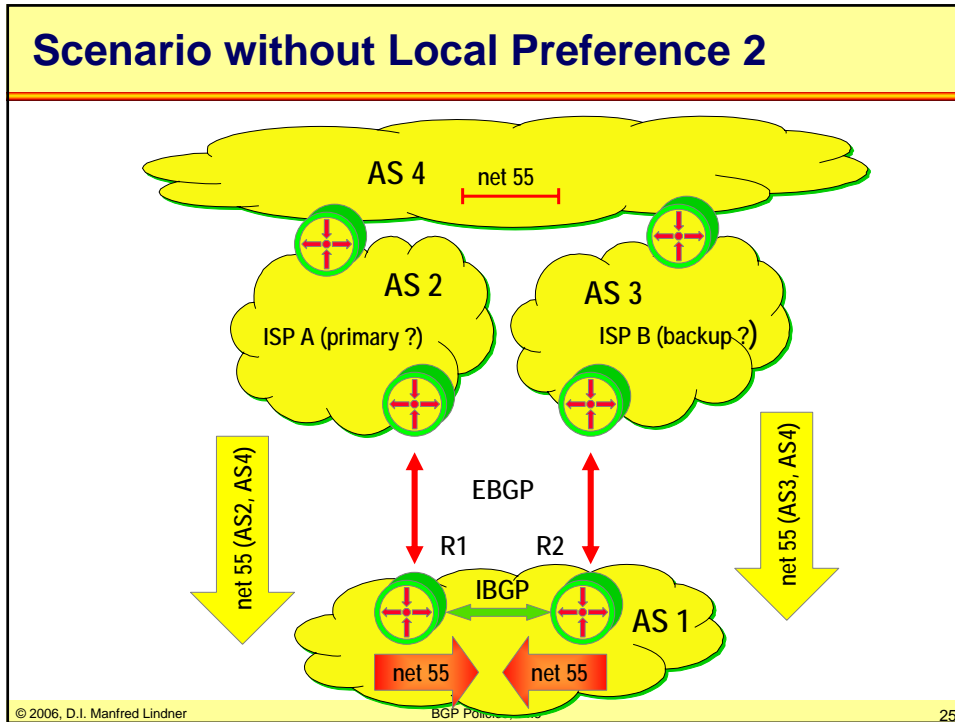 Scenario without Local Preference 2
AS 4
net 55
AS 2
AS 3
ISP A (primary ?)
ISP B (backup ?)
net 55 (AS2, AS4)
net 55 (AS3, AS4)
EBGP
R1
R2
IBGP
AS 1
net 55
net 55
© 2006, D.I. Manfred Lindner
BGP Policies,
25